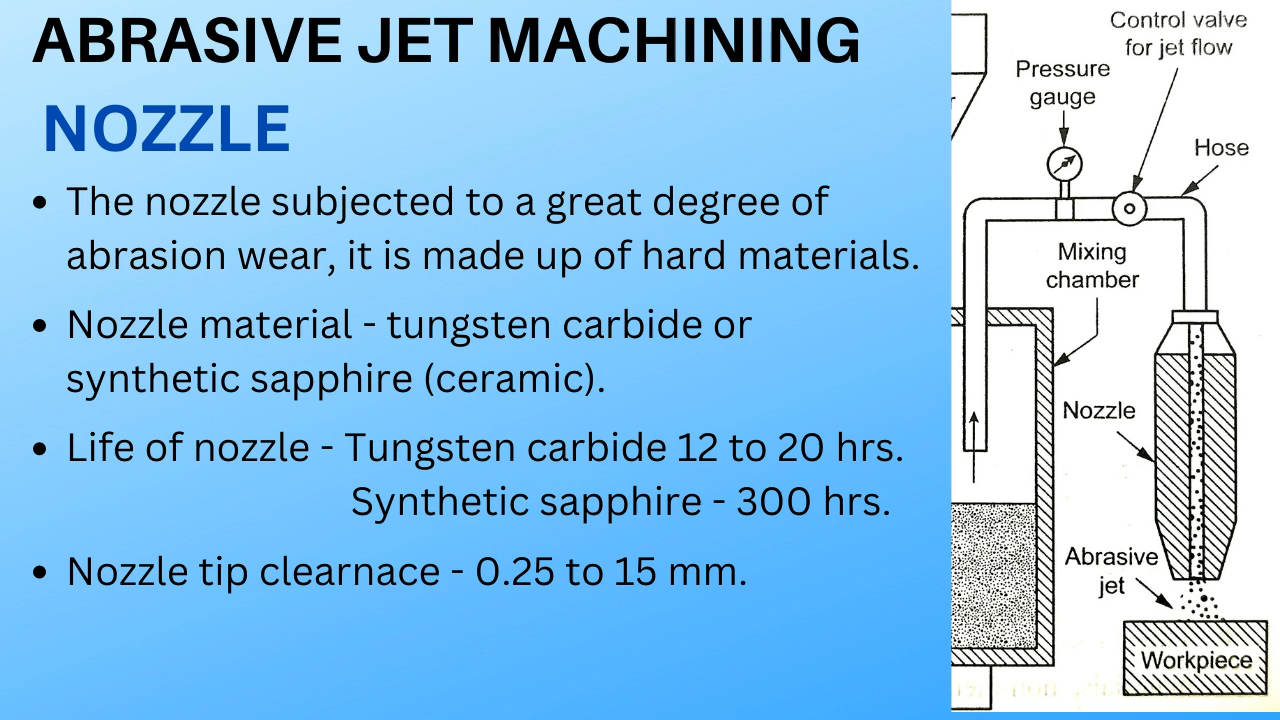 ABRASIVE JET MACHINING
NOZZLE
• The nozzle subjected to a great degree of
abrasion wear, it is made up of hard materials.
• Nozzle material - tungsten carbide or
synthetic sapphire (ceramic).
• Life of nozzle - Tungsten carbide 12 to 20 hrs.
Synthetic sapphire - 300 hrs.
• Nozzle tip clearnace - 0.25 to 15 mm.
Control valve
for jet flow
Pressure
gauge
Hose
Mixing
chamber
Nozzle
Abrasive
jet
Workpiece